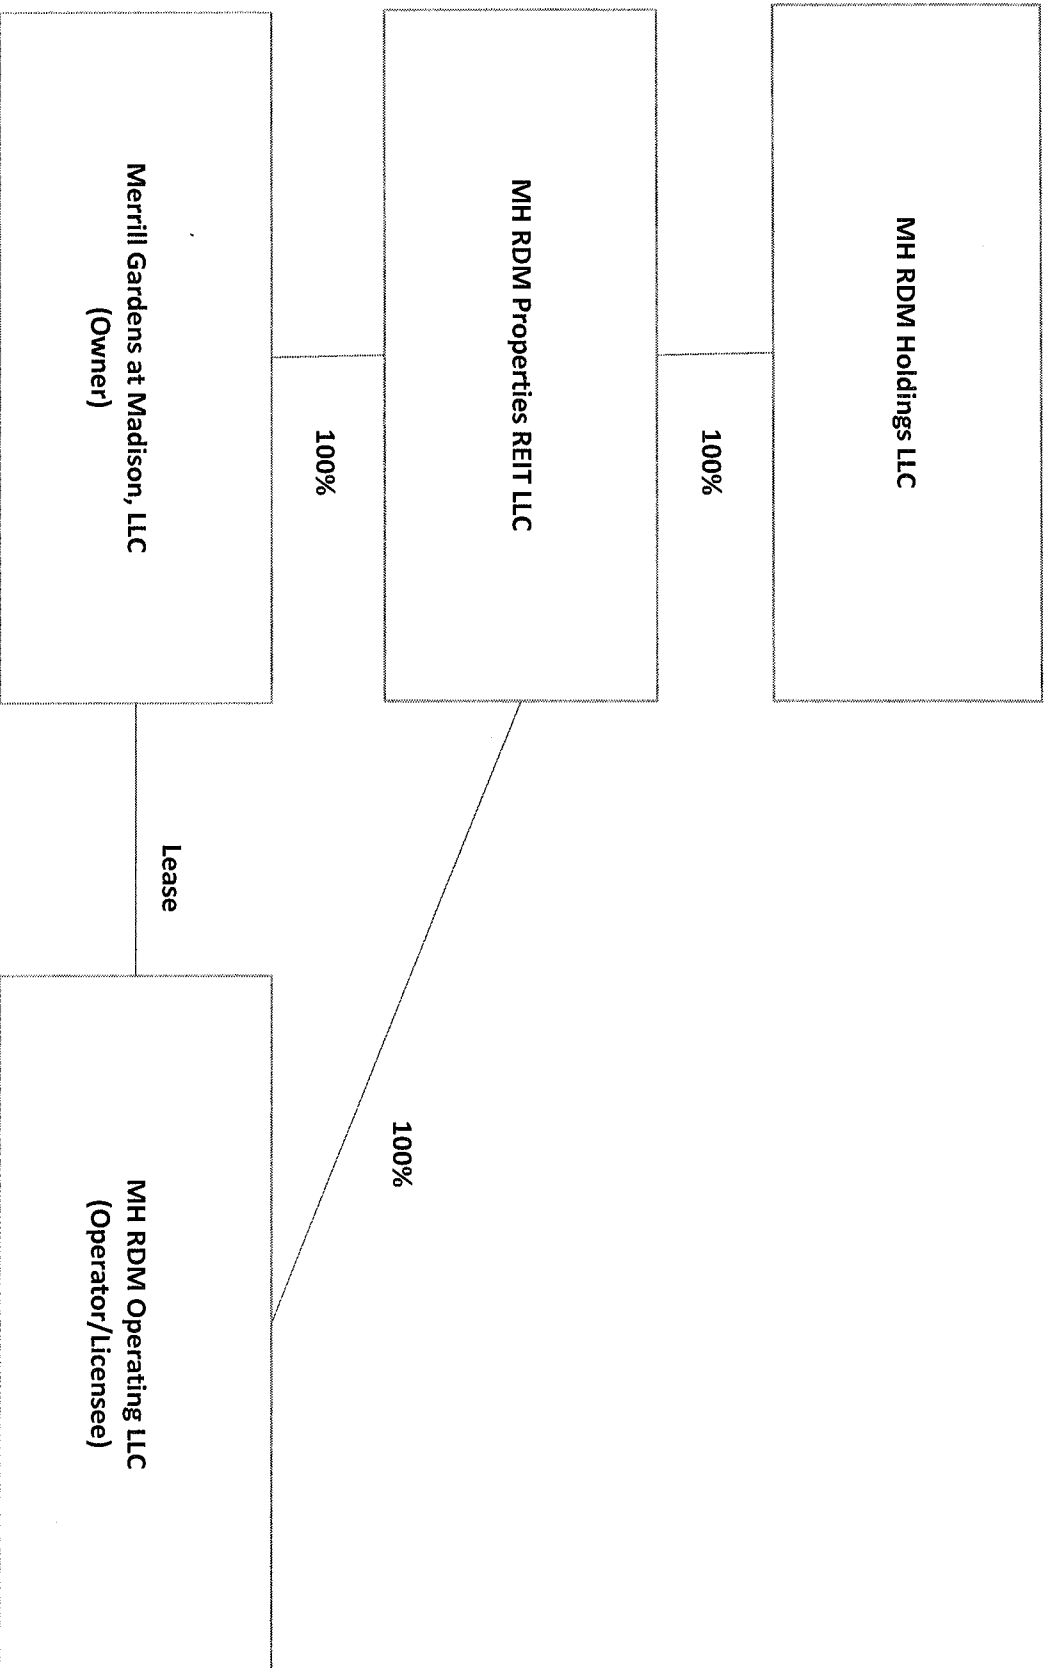 MH RDM Holdings LLC
100%
MH RDM Properties REIT LLC
100%
100%
Merrill Gardens at Madison, LLC
(Owner)
Lease
MH RDM Operating LLC
(Operator/Licensee)